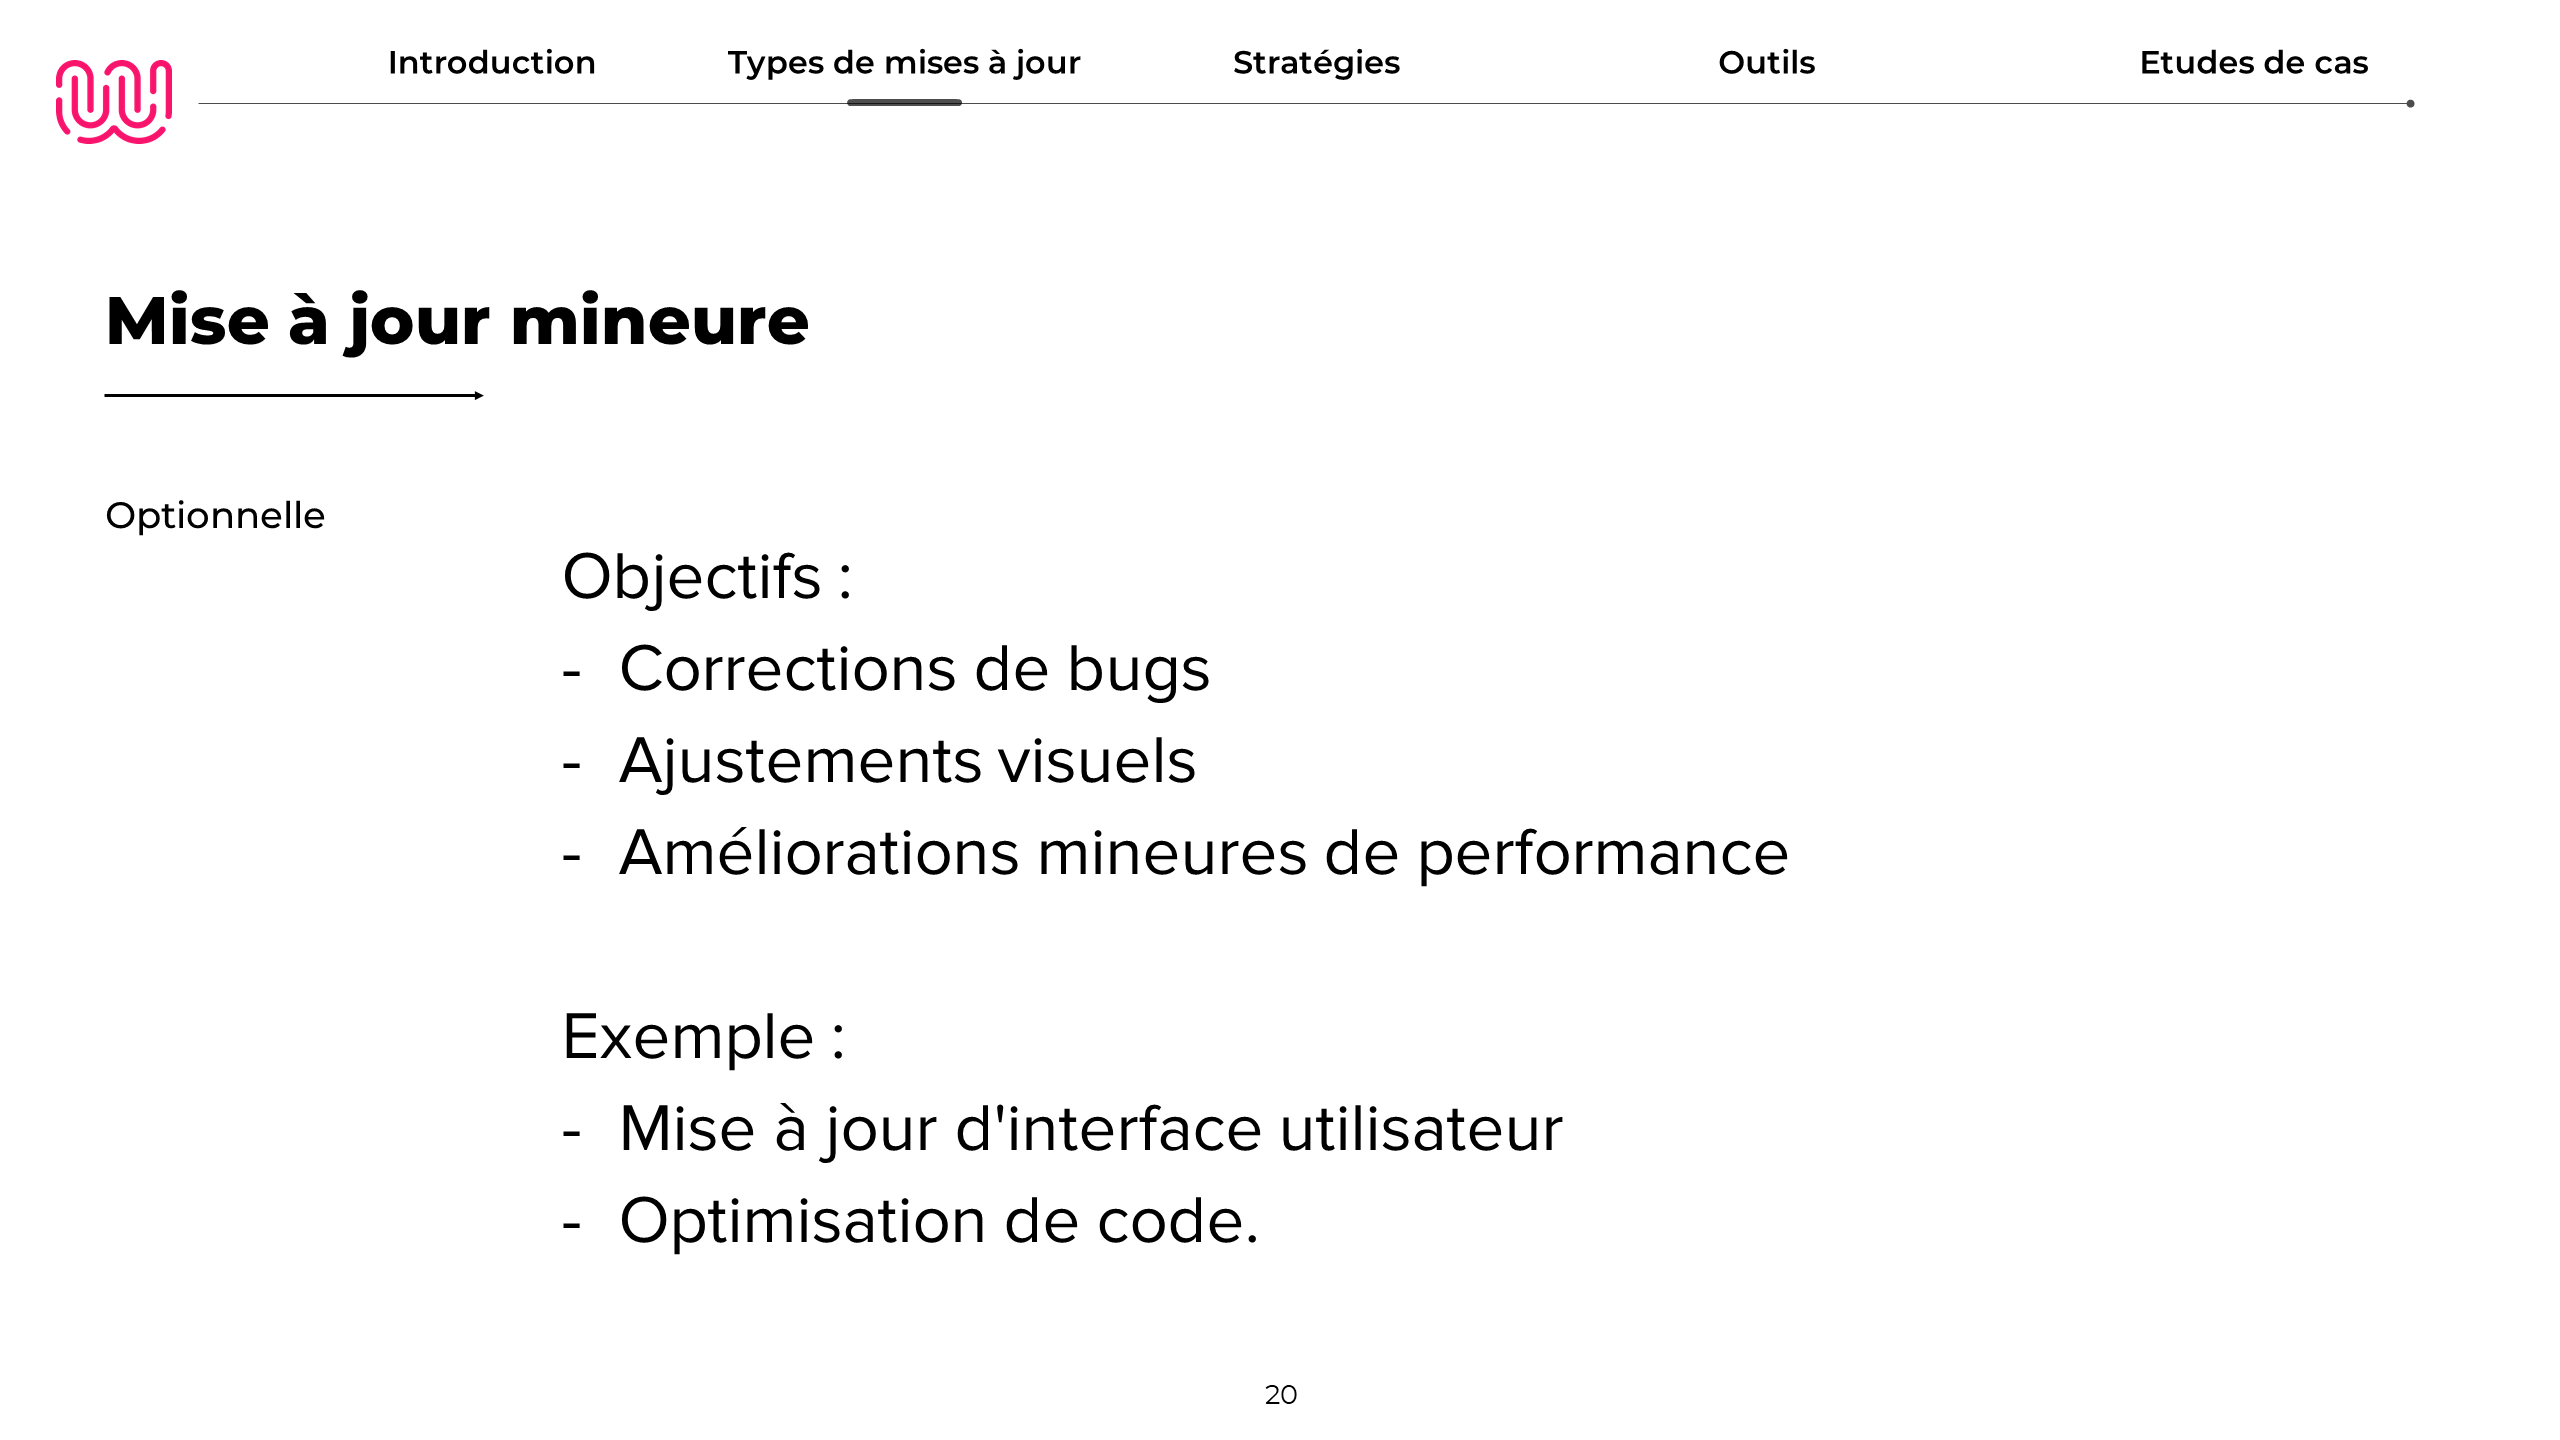 Introduction
Types de mises à jour
Stratégies
Outils
Etudes de cas
Mise à jour mineure
Optionnelle
Objectifs :
- Corrections de bugs
- Ajustements visuels
- Améliorations mineures de performance
Exemple :
- Mise à jour d'interface utilisateur
- Optimisation de code.
20